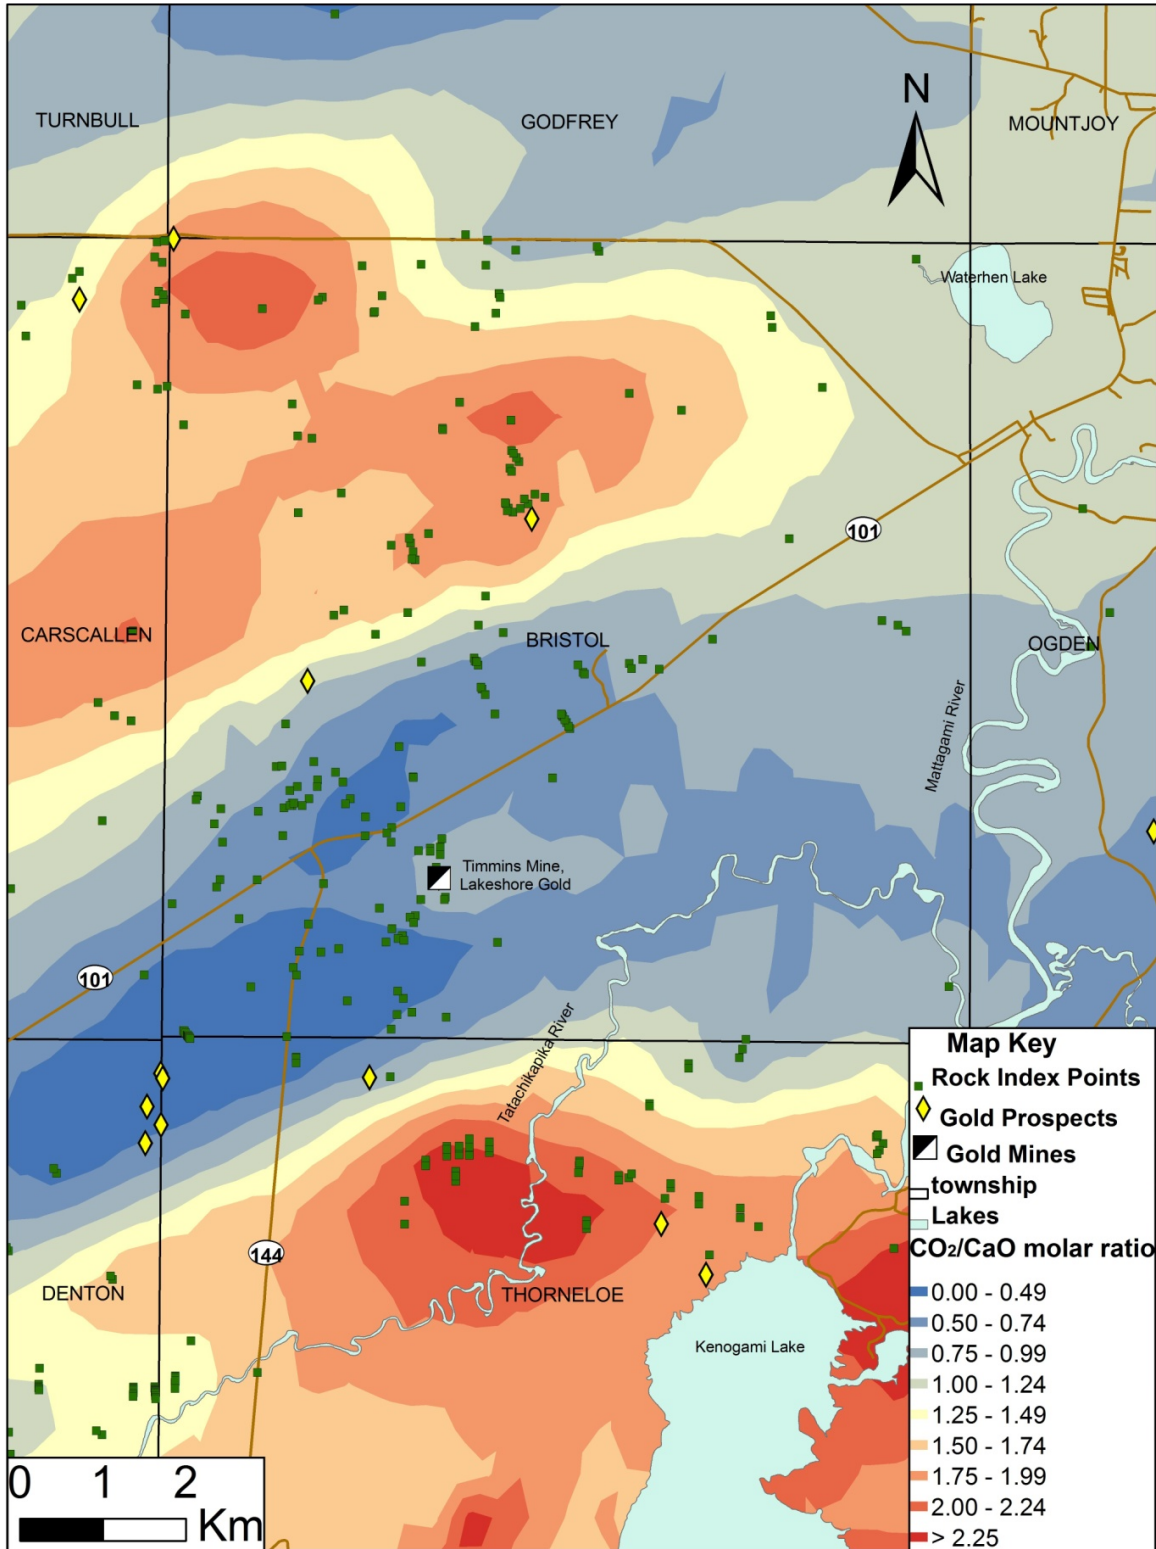 TURNBULL
GODFREY
MOUNTJOY
N
Waterhen Lake
101
CARSCALLEN
BRISTOL
OGDEN
Mattagami River
Timmins Mine,
Lakeshore Gold
101
Tatachikapika River
144
DENTON
THORNELOE
Kenogami Lake
Map Key
Rock Index Points
Gold Prospects
Gold Mines
township
Lakes
CO₂/CaO molar ratio
0.00 - 0.49
0.50 - 0.74
0.75 - 0.99
1.00 - 1.24
1.25 - 1.49
1.50 - 1.74
1.75 - 1.99
2.00 - 2.24
> 2.25
0 1 2
Km